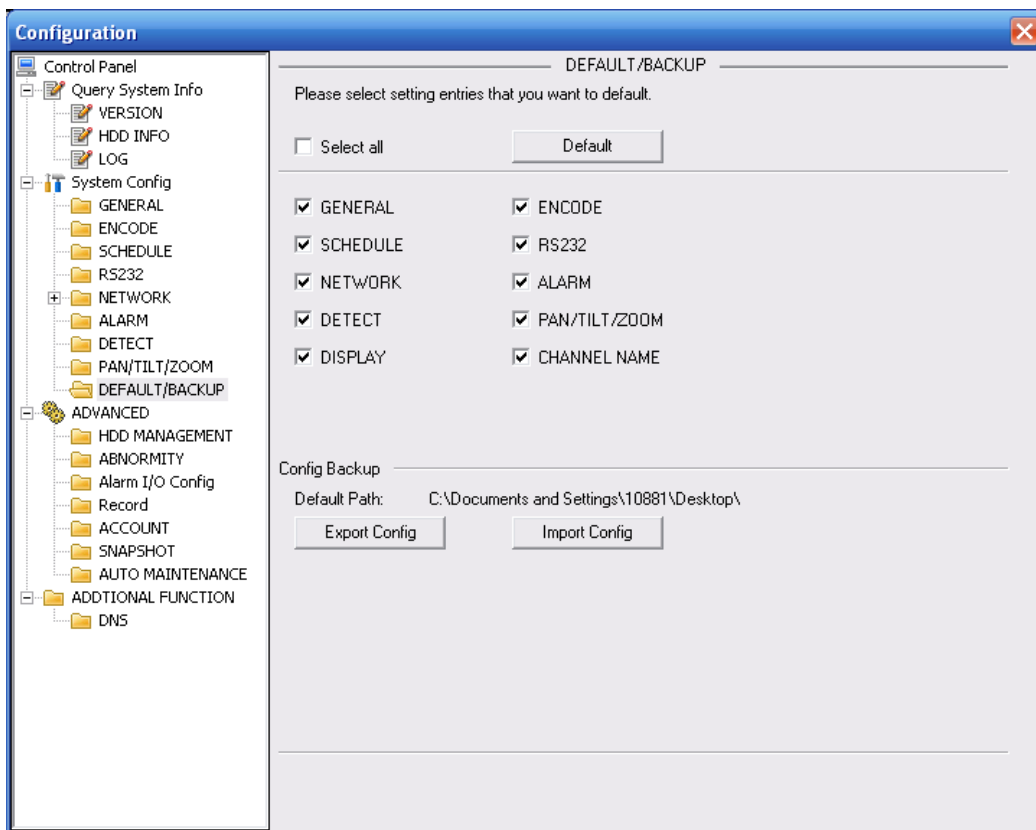 Configuration
Control Panel
Query System Info
VERSION
HDD INFO
LOG
System Config
GENERAL
ENCODE
SCHEDULE
RS232
NETWORK
ALARM
DETECT
PAN/TILT/ZOOM
DEFAULT/BACKUP
ADVANCED
HDD MANAGEMENT
ABNORMITY
Alarm I/O Config
Record
ACCOUNT
SNAPSHOT
AUTO MAINTENANCE
ADDTIONAL FUNCTION
DNS
DEFAULT/BACKUP
Please select setting entries that you want to default.
Select all Default
GENERAL ENCODE
SCHEDULE RS232
NETWORK ALARM
DETECT PAN/TILT/ZOOM
DISPLAY CHANNEL NAME
Config Backup
Default Path: C:\Documents and Settings\10881\Desktop\
Export Config Import Config